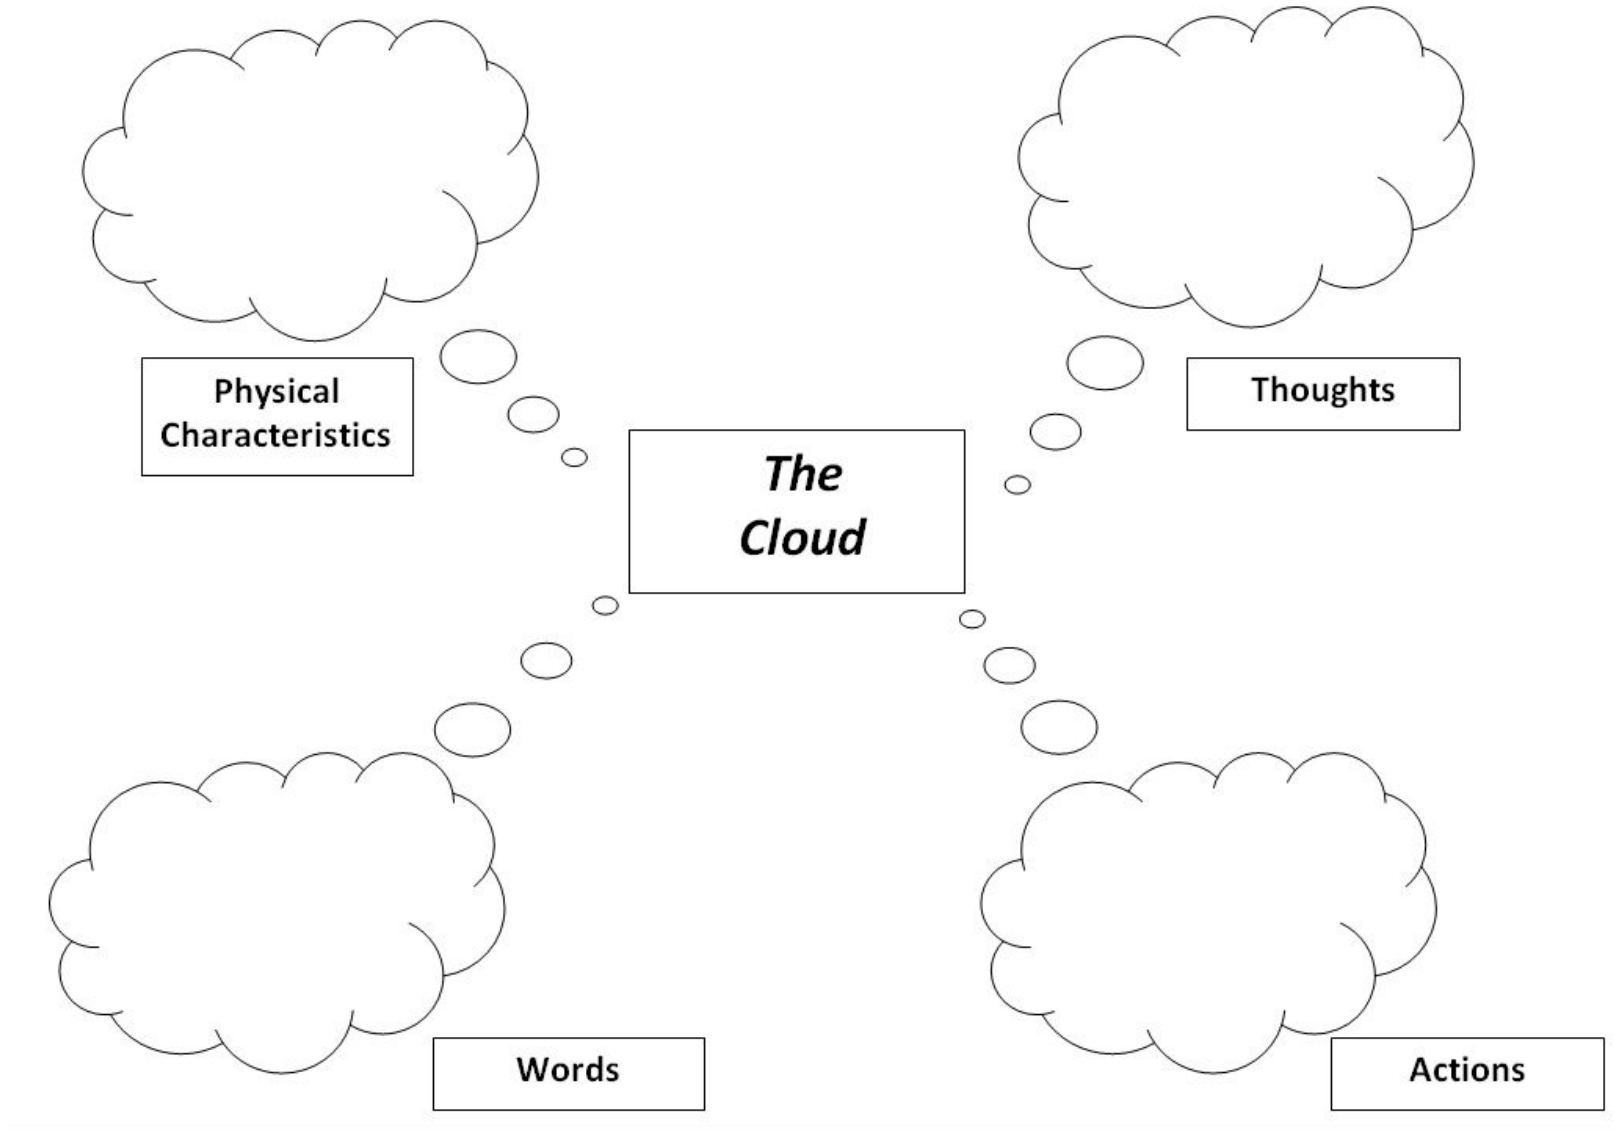 Physical
Characteristics
Thoughts
The
Cloud
Words
Actions